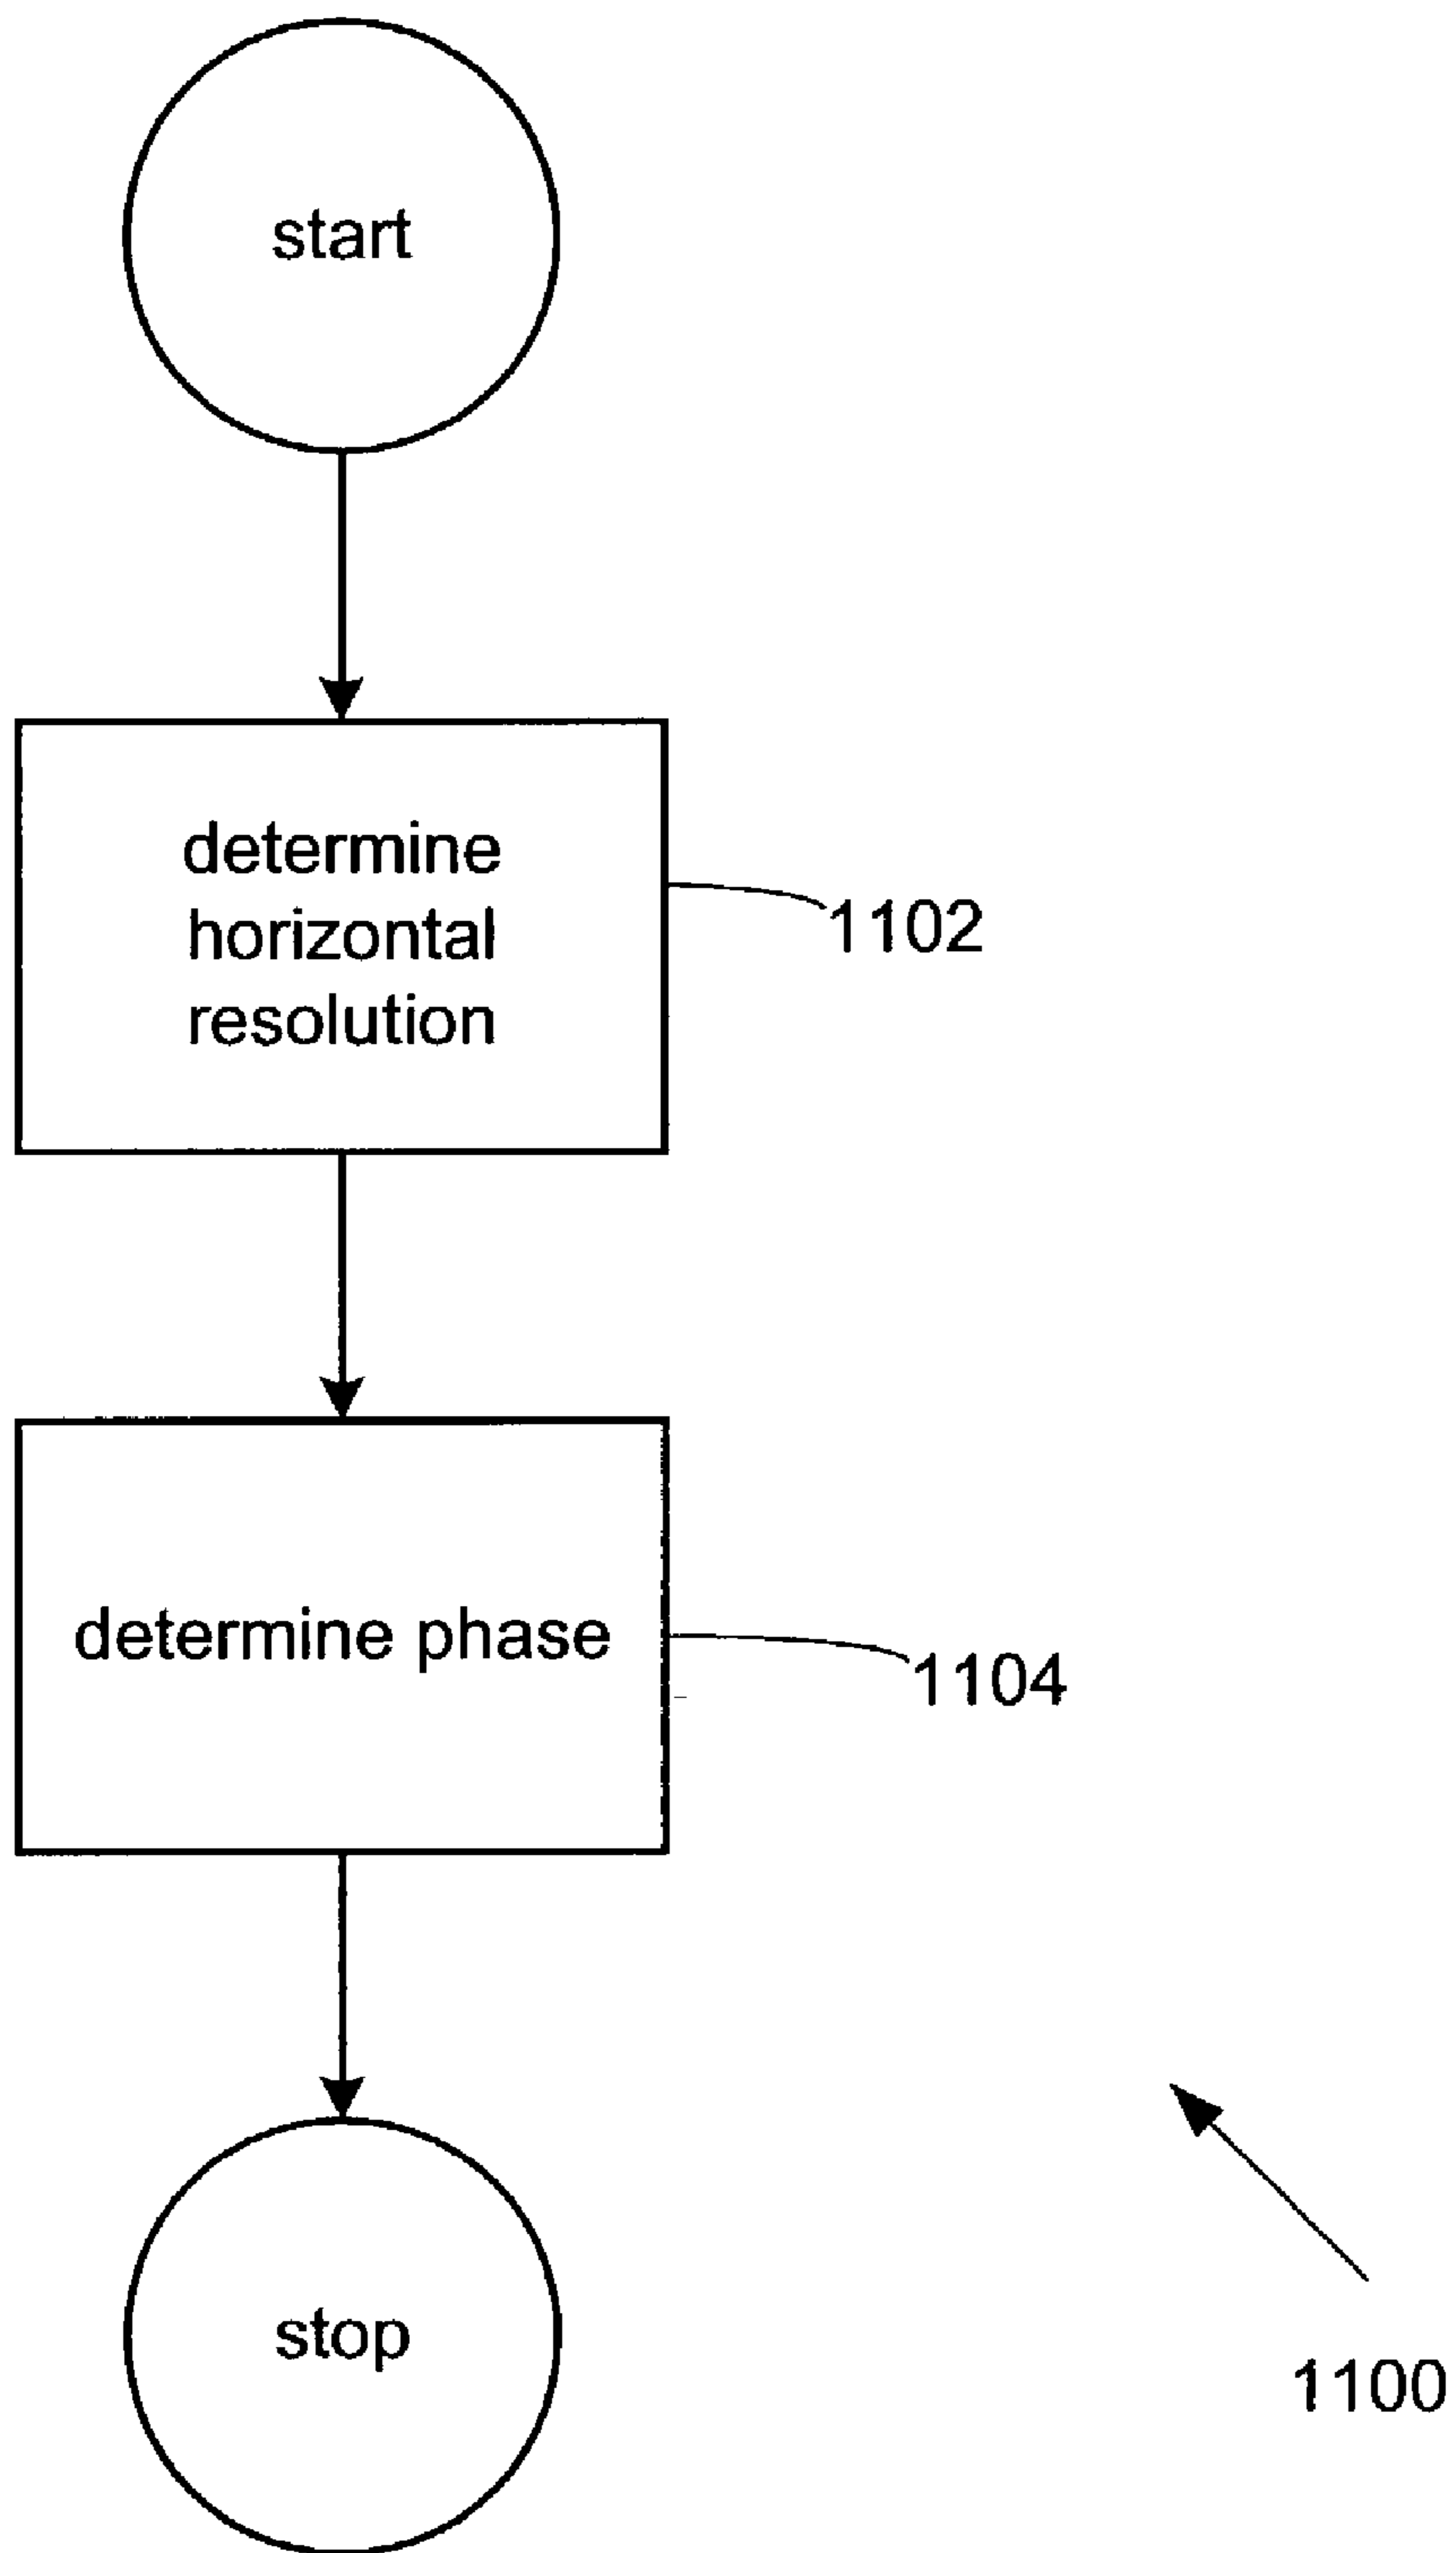 start
determine
horizontal
resolution
1102
determine phase
1104
stop
1100